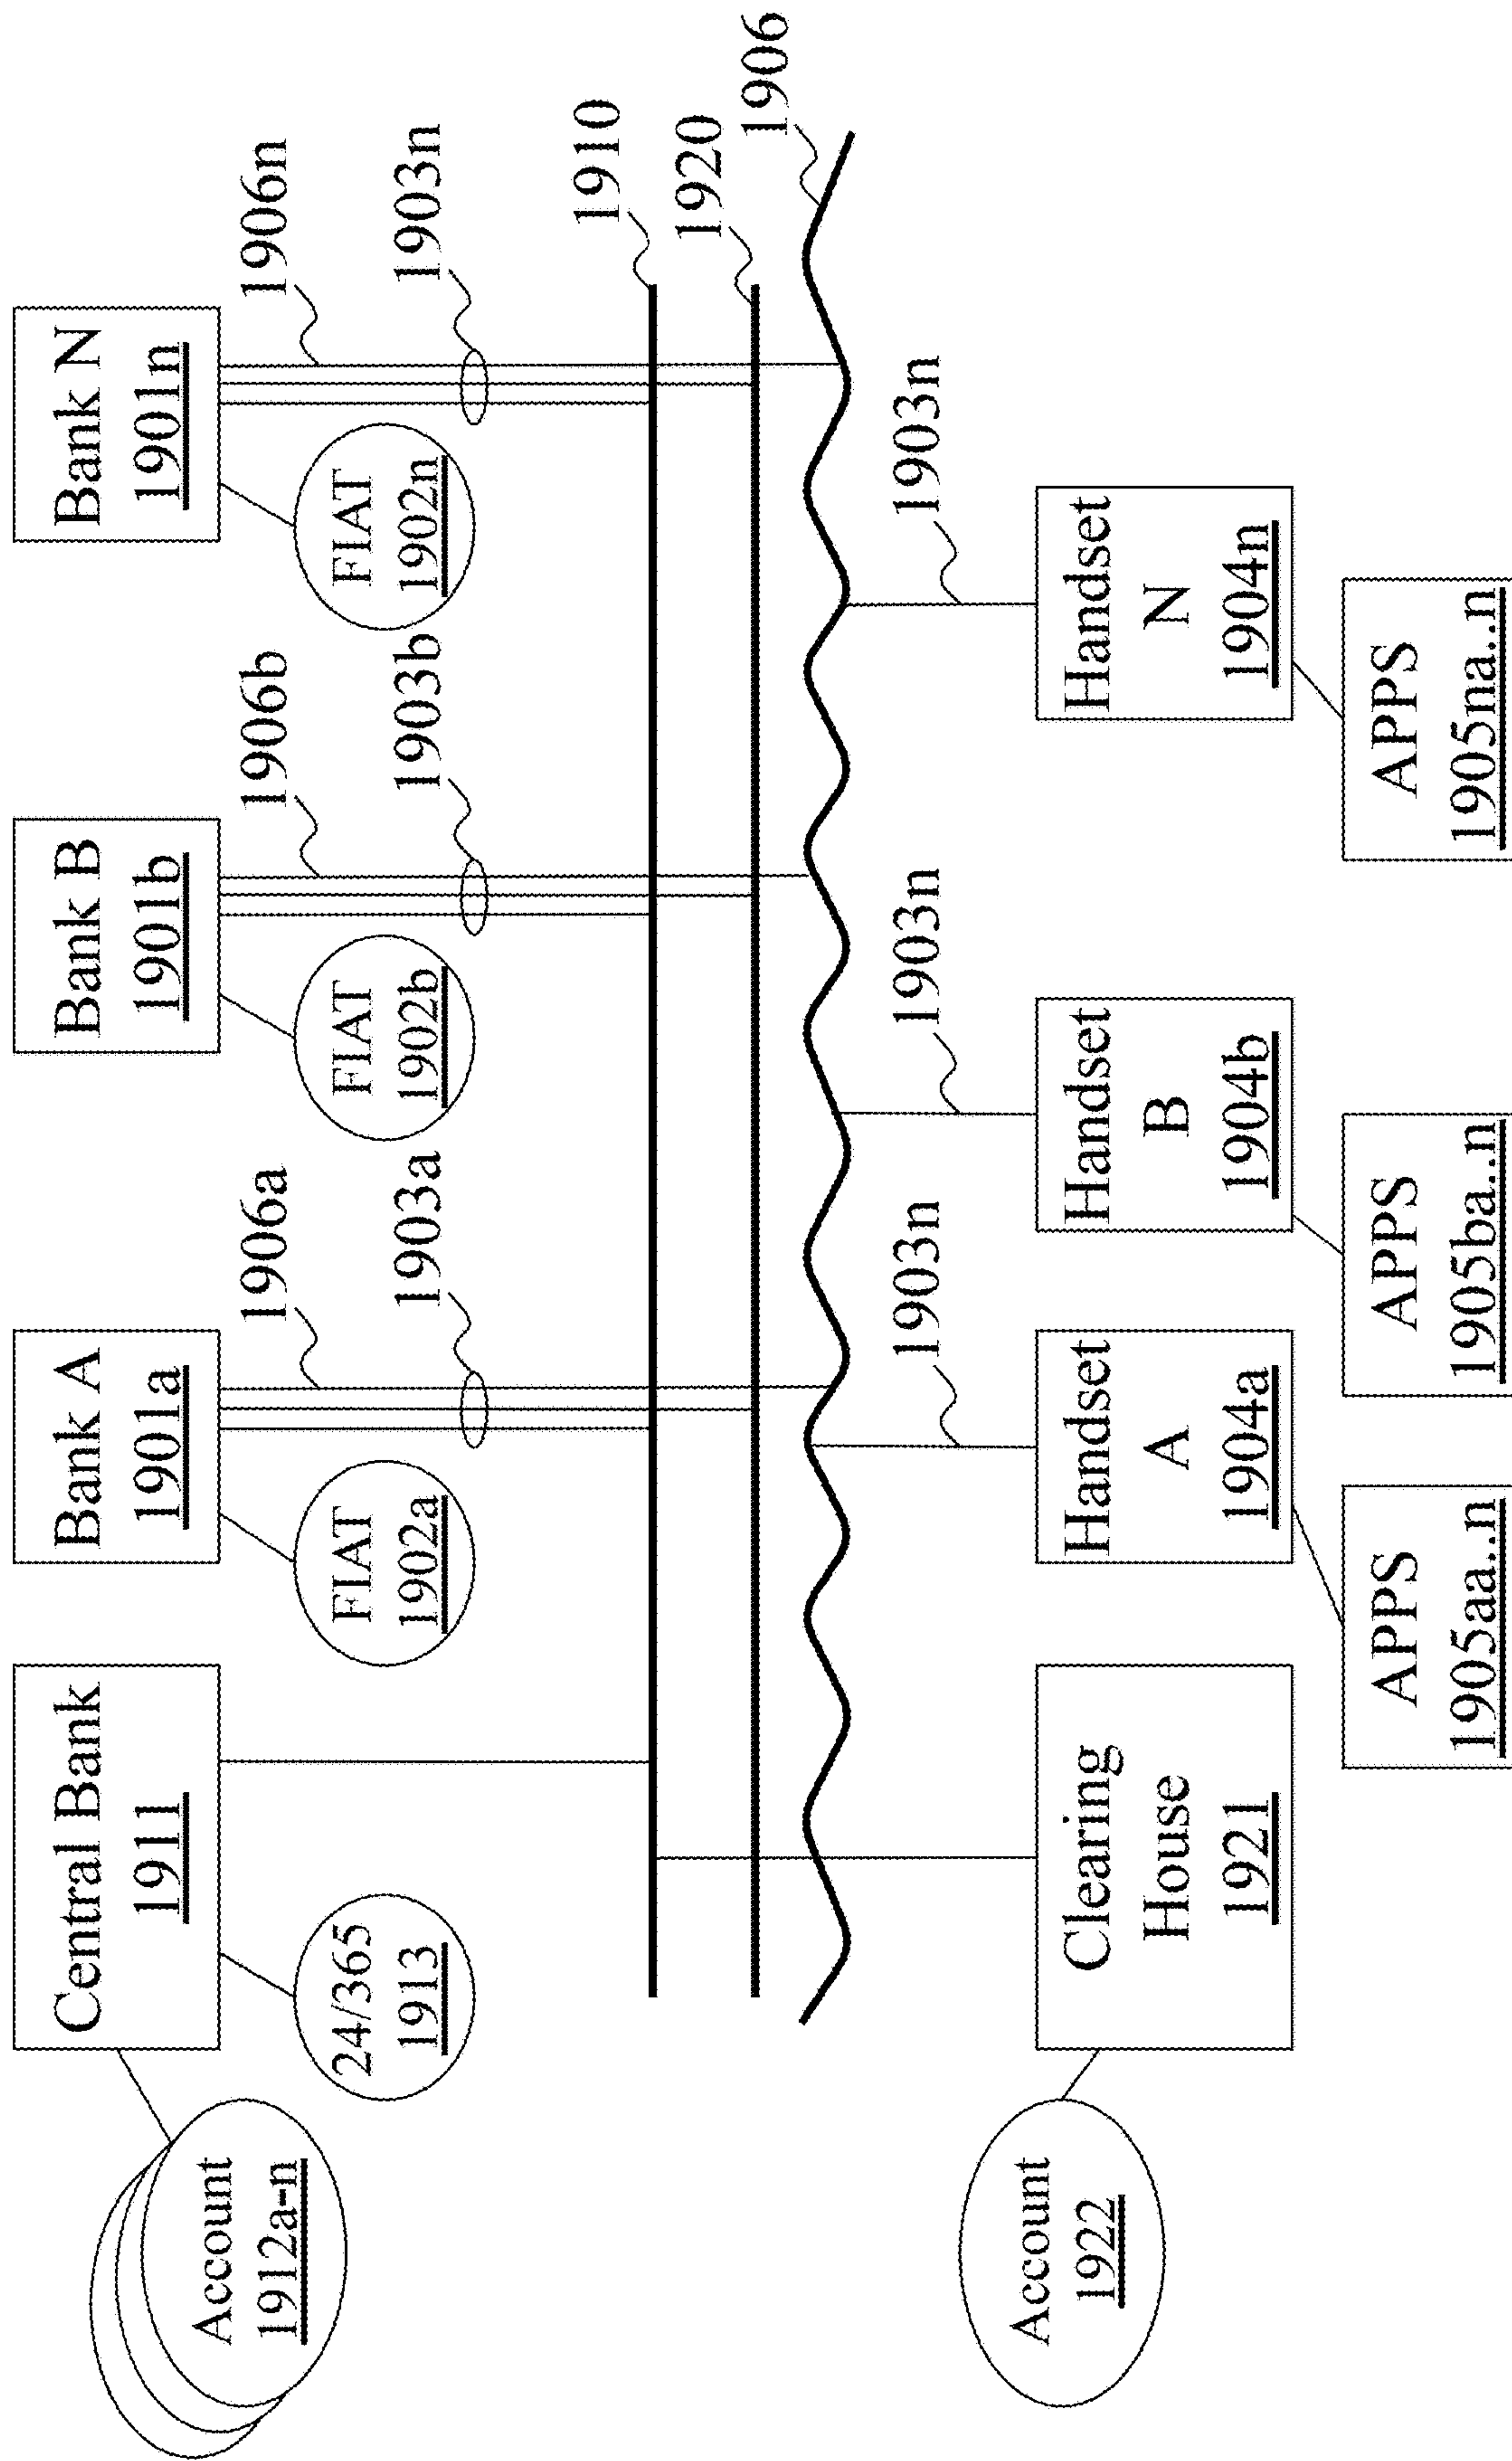 Central Bank
1911
Bank A
1901a
Bank B
1901b
Bank N
1901n
Account
1912a-n
24/365
1913
FIAT
1902a
FIAT
1902b
FIAT
1902n
1906a
1903a
1906b
1903b
1906n
1903n
1910
1920
1906
1903n
1903n
1903n
Account
1922
Clearing
House
1921
Handset
A
1904a
Handset
B
1904b
Handset
N
1904n
APPS
1905aa..n
APPS
1905ba..n
APPS
1905na..n